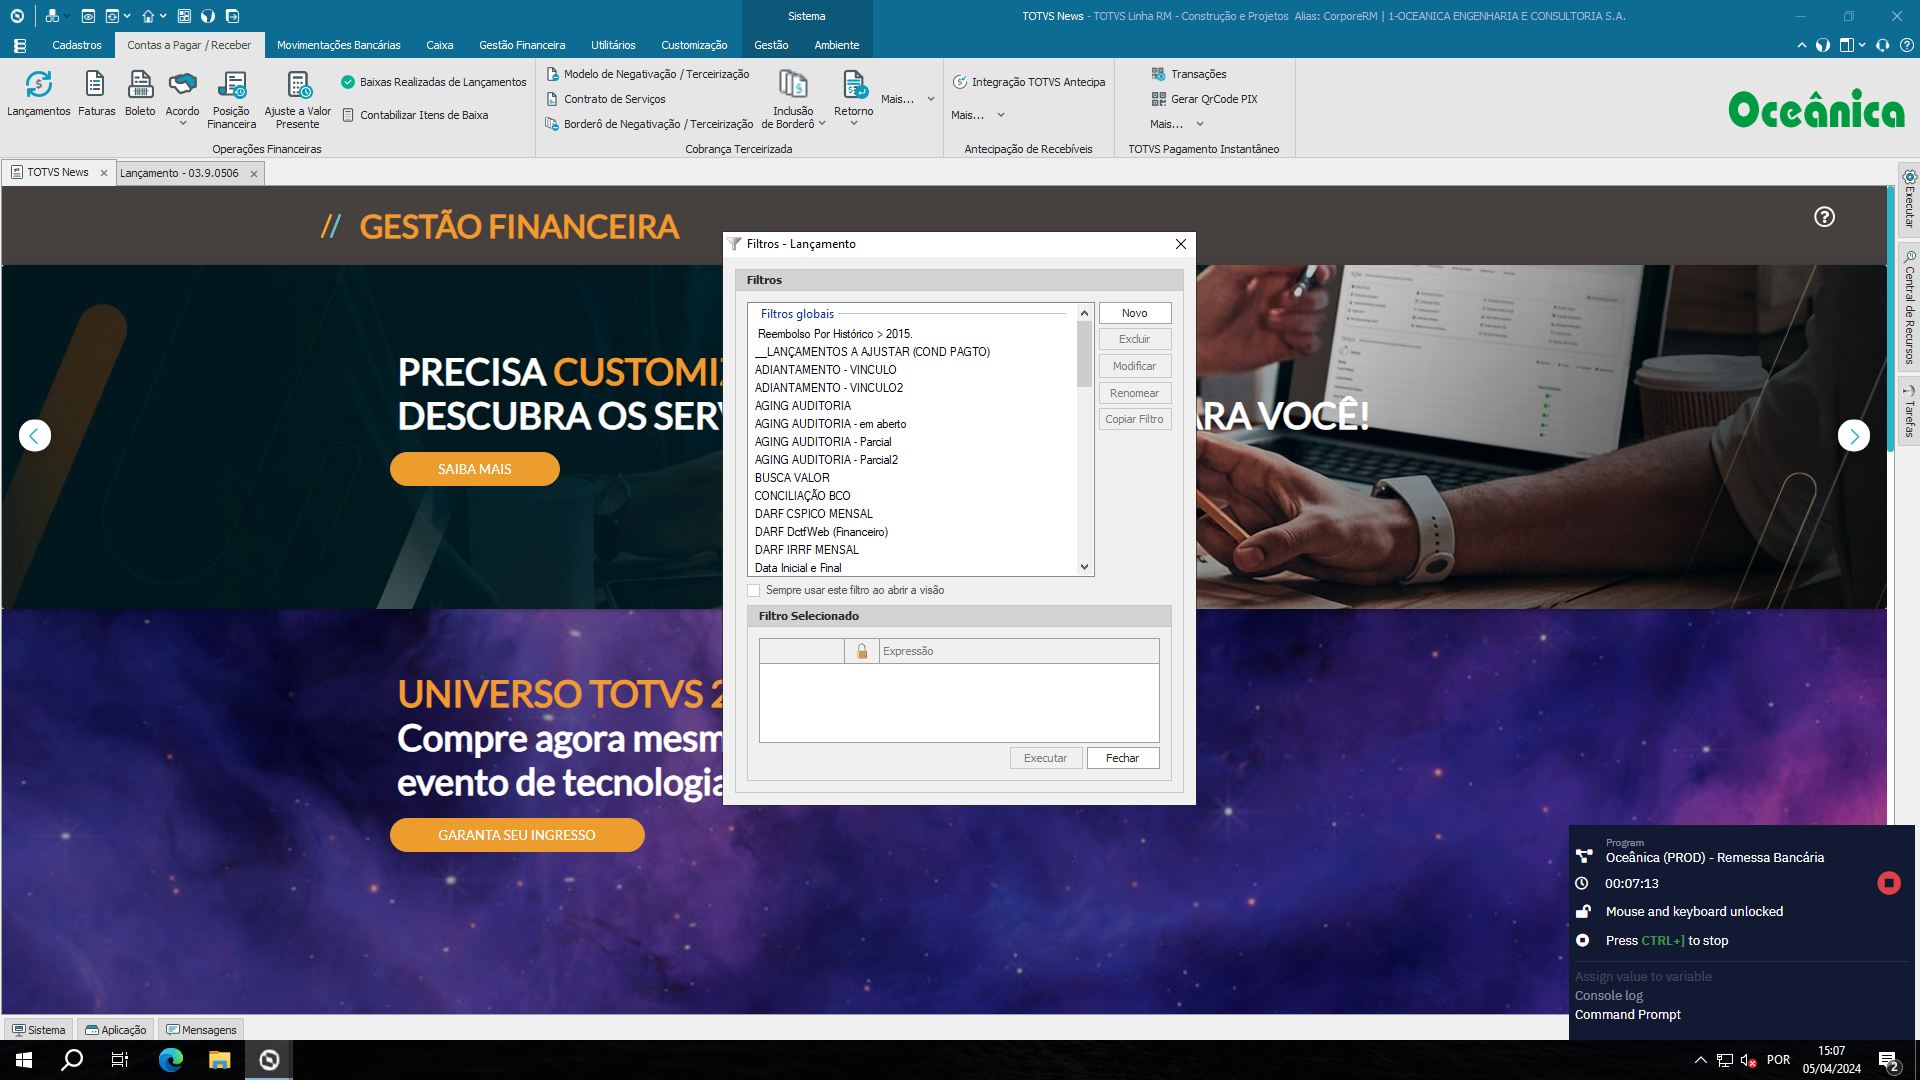 Sistema
TOTVS News - TOTVS Linha RM - Construção e Projetos Alias: CorporeRM | 1-OCEANICA ENGENHARIA E CONSULTORIA S.A.
Cadastros
Contas a Pagar / Receber
Movimentações Bancárias
Caixa
Gestão Financeira
Utilitários
Customização
Gestão
Ambiente
Lançamentos
Faturas
Boleto
Acordo
Posição
Financeira
Ajuste a Valor
Presente
Baixas Realizadas de Lançamentos
Contabilizar Itens de Baixa
Operações Financeiras
Modelo de Negativação / Terceirização
Contrato de Serviços
Borderô de Negativação / Terceirização
Inclusão
de Borderô
Retorno
Mais...
Cobrança Terceirizada
Integração TOTVS Antecipa
Mais...
Antecipação de Recebíveis
Transações
Gerar QrCode PIX
Mais...
TOTVS Pagamento Instantâneo
Oceânica
TOTVS News
Lançamento - 03.9.0506
Executar
Central de Recursos
Tarefas
// GESTÃO FINANCEIRA
PRECISA CUSTOMIZ
DESCUBRA OS SERV
ARA VOCÊ!
SAIBA MAIS
UNIVERSO TOTVS 2
Compre agora mesm
evento de tecnologia
GARANTA SEU INGRESSO
Filtros - Lançamento
Filtros
Filtros globais
Reembolso Por Histórico > 2015.
__LANÇAMENTOS A AJUSTAR (COND PAGTO)
ADIANTAMENTO - VINCULO
ADIANTAMENTO - VINCULO2
AGING AUDITORIA
AGING AUDITORIA - em aberto
AGING AUDITORIA - Parcial
AGING AUDITORIA - Parcial2
BUSCA VALOR
CONCILIAÇÃO BCO
DARF CSPICO MENSAL
DARF DctfWeb (Financeiro)
DARF IRRF MENSAL
Data Inicial e Final
Novo
Excluir
Modificar
Renomear
Copiar Filtro
Sempre usar este filtro ao abrir a visão
Filtro Selecionado
Expressão
Executar
Fechar
Program
Oceânica (PROD) - Remessa Bancária
00:07:13
Mouse and keyboard unlocked
Press CTRL+] to stop
Assign value to variable
Console log
Command Prompt
Sistema
Aplicação
Mensagens
POR
15:07
05/04/2024
2